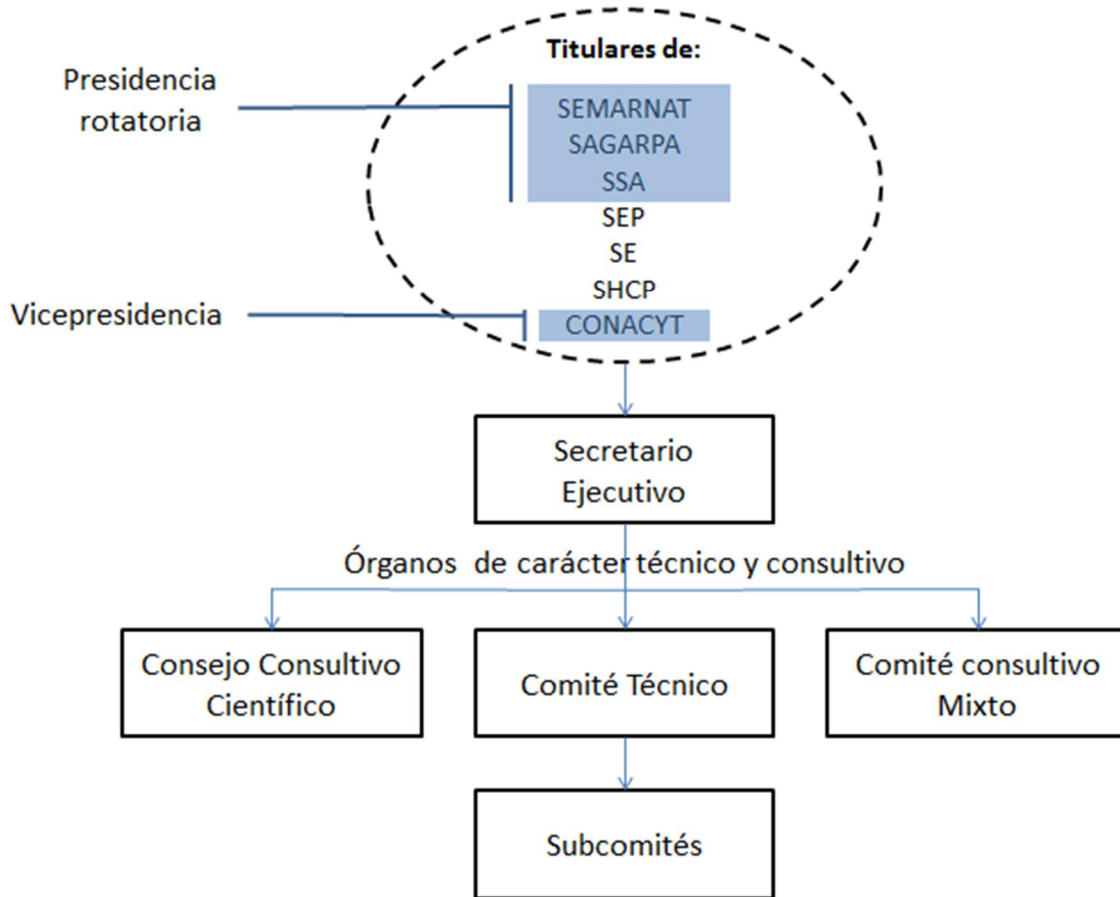 Titulares de:
Presidencia
rotatoria
SEMARNAT
SAGARPA
SSA
SEP
SE
SHCP
Vicepresidencia
CONACYT
Secretario
Ejecutivo
Órganos de carácter técnico y consultivo
Consejo Consultivo
Científico
Comité Técnico
Comité consultivo
Mixto
Subcomités